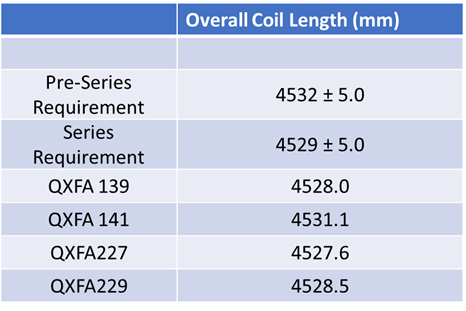 Overall Coil Length (mm)
Pre-Series
Requirement
4532 ± 5.0
Series
Requirement
4529 ± 5.0
QXFA 139
4528.0
QXFA 141
4531.1
QXFA227
4527.6
QXFA229
4528.5